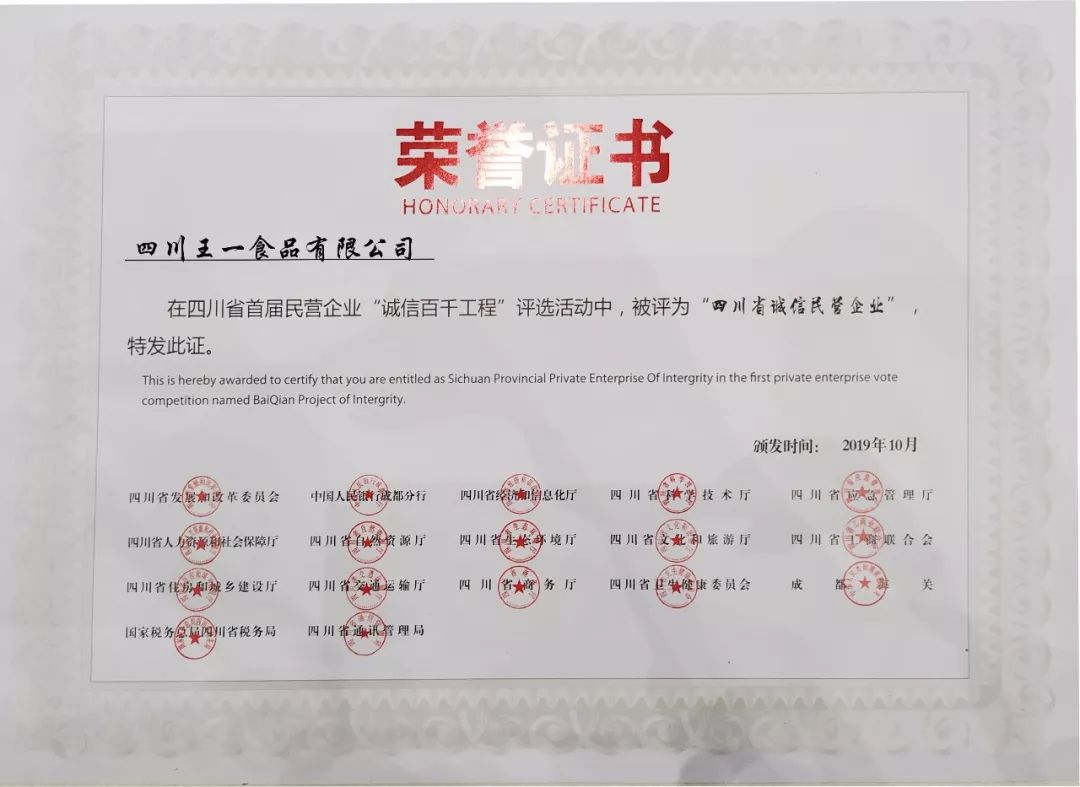 荣誉证书
HONORARY CERTIFICATE
四川王一食品有限公司
在四川省首届民营企业“诚信百千工程”评选活动中，被评为“四川省诚信民营企业”，
特发此证。
This is hereby awarded to certify that you are entitled as Sichuan Provincial Private Enterprise Of Intergrity in the first private enterprise vote
competition named BaiQian Project of Intergrity.
颁发时间： 2019年10月
四川省发展和改革委员会 中国人民银行成都分行 四川省经济和信息化厅 四川省科学技术厅 四川省应急管理厅
四川省人力资源和社会保障厅 四川省自然资源厅 四川省生态环境厅 四川省文化和旅游厅 四川省工商联合会
四川省住房和城乡建设厅 四川省交通运输厅 四川省商务厅 四川省卫生健康委员会 成都海关
国家税务总局四川省税务局 四川省通讯管理局